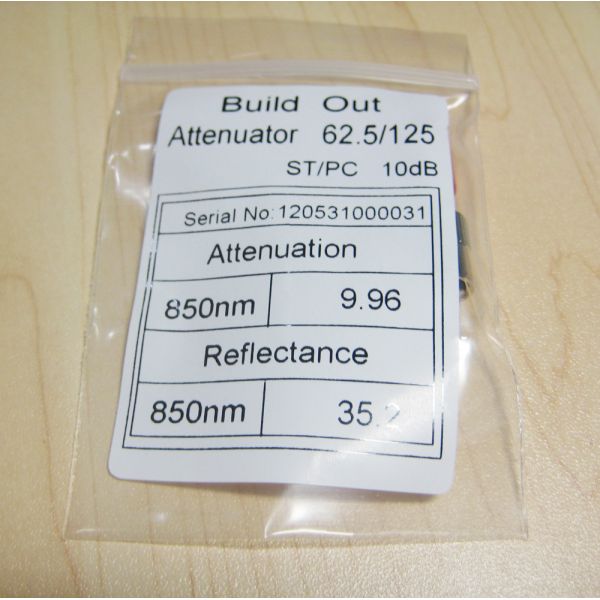 Build Out
Attenuator 62.5/125
ST/PC 10dB
Serial No: 120531000031
Attenuation
850nm 9.96
Reflectance
850nm 35.2